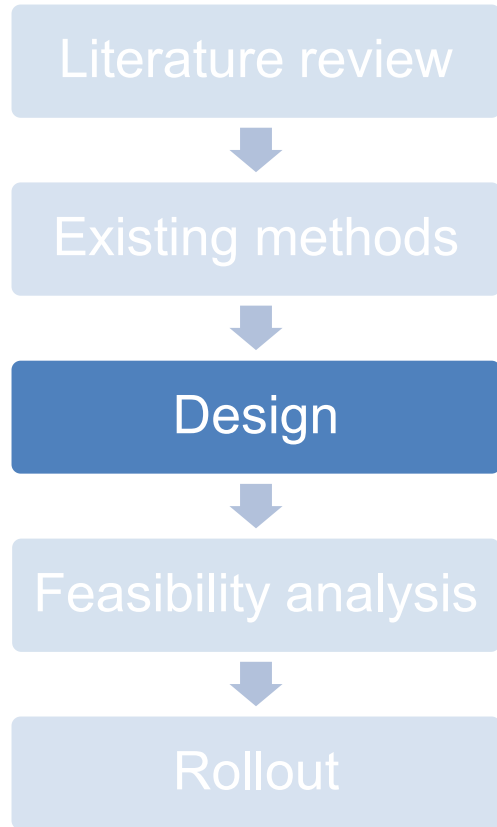 Literature review
Existing methods
Design
Feasibility analysis
Rollout